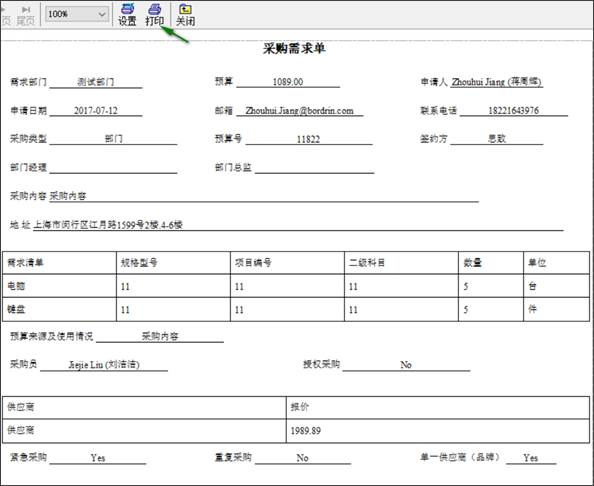 页 尾页 100% 设置 打印 关闭
采购需求单
需求部门 测试部门 预算 1089.00 申请人 Zhouhui Jiang (蒋周辉)
申请日期 2017-07-12 邮箱 Zhouhui.Jiang@bordrin.com 联系电话 18221643976
采购类型 部门 预算号 11822 签约方 思致
部门经理 部门总监
采购内容 采购内容
地 址 上海市闵行区江月路1599号2楼.4-6楼
需求清单 规格型号 项目编号 二级科目 数量 单位
电脑 11 11 11 5 台
键盘 11 11 11 5 件
预算来源及使用情况 采购内容
采购员 Jiejie Liu (刘洁洁) 授权采购 No
供应商 报价
供应商 1989.89
紧急采购 Yes 重复采购 No 单一供应商（品牌） Yes